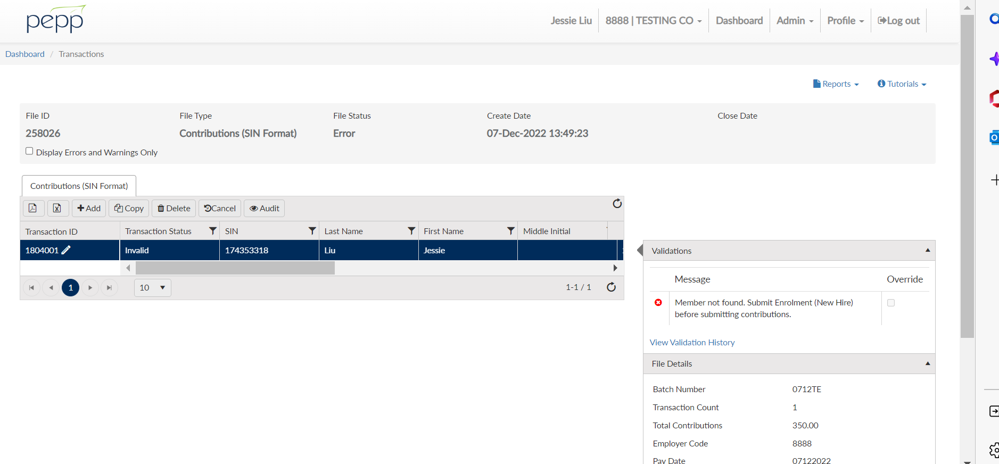 pepp
Jessie Liu
8888 | TESTING CO
Dashboard
Admin
Profile
Log out
Dashboard / Transactions
Reports
Tutorials
File ID
File Type
File Status
Create Date
Close Date
258026
Contributions (SIN Format)
Error
07-Dec-2022 13:49:23
Display Errors and Warnings Only
Contributions (SIN Format)
Add
Copy
Delete
Cancel
Audit
Transaction ID
Transaction Status
SIN
Last Name
First Name
Middle Initial
1804001
Invalid
174353318
Liu
Jessie
1
10
1-1 / 1
Validations
Message
Override
Member not found. Submit Enrolment (New Hire)
before submitting contributions.
View Validation History
File Details
Batch Number
0712TE
Transaction Count
1
Total Contributions
350.00
Employer Code
8888
Pay Date
07122022